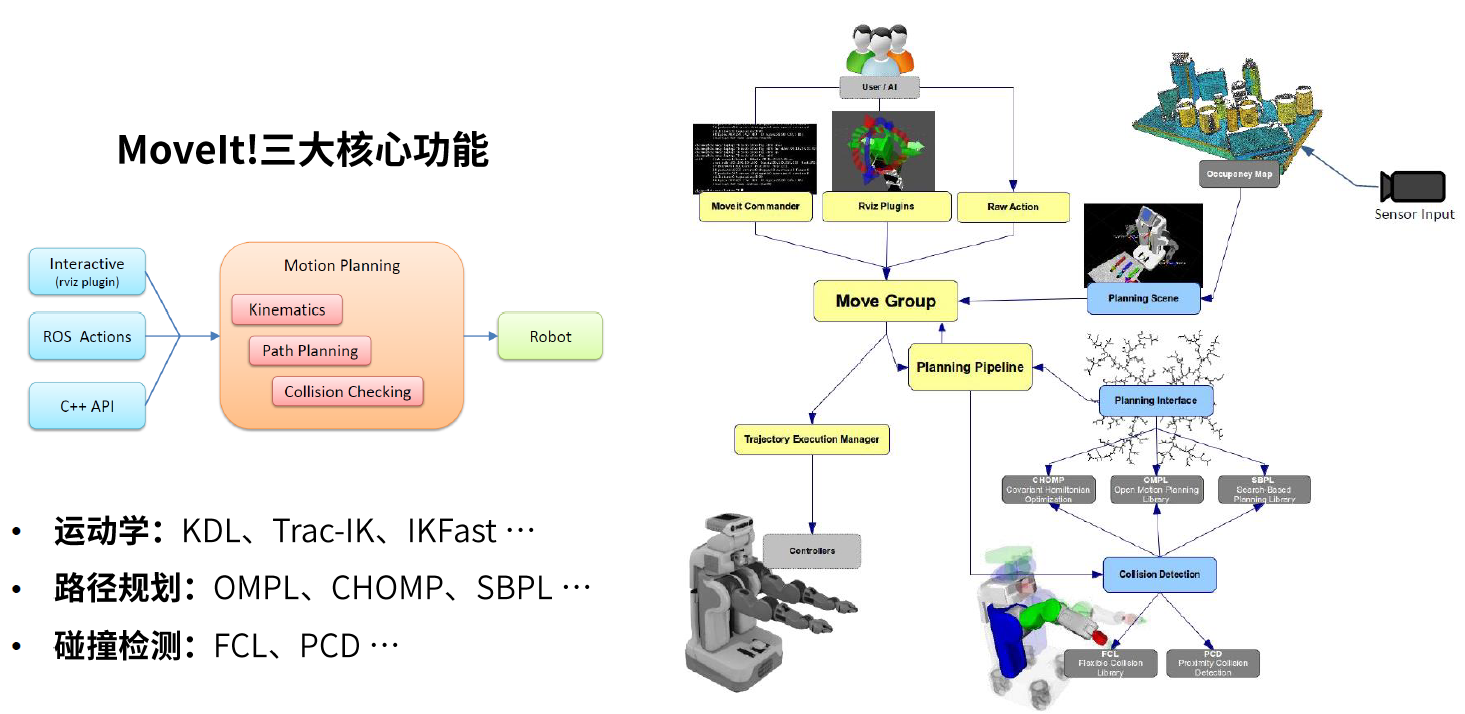 MoveIt!三大核心功能
Interactive
(rviz plugin)
ROS Actions
C++ API
Motion Planning
Kinematics
Path Planning
Collision Checking
Robot
• 运动学：KDL、Trac-IK、IKFast …
• 路径规划：OMPL、CHOMP、SBPL …
• 碰撞检测：FCL、PCD …
User / AI
MoveIt Commander
Rviz Plugins
Raw Action
Occupancy Map
Sensor Input
Move Group
Planning Scene
Planning Pipeline
Planning Interface
Trajectory Execution Manager
CHOMP
Covariant Hamiltonian
Optimization
OMPL
Open Motion Planning
Library
SBPL
Search-Based
Planning Library
Controllers
Collision Detection
FCL
Flexible Collision
Library
PCD
Proximity Collision
Detection